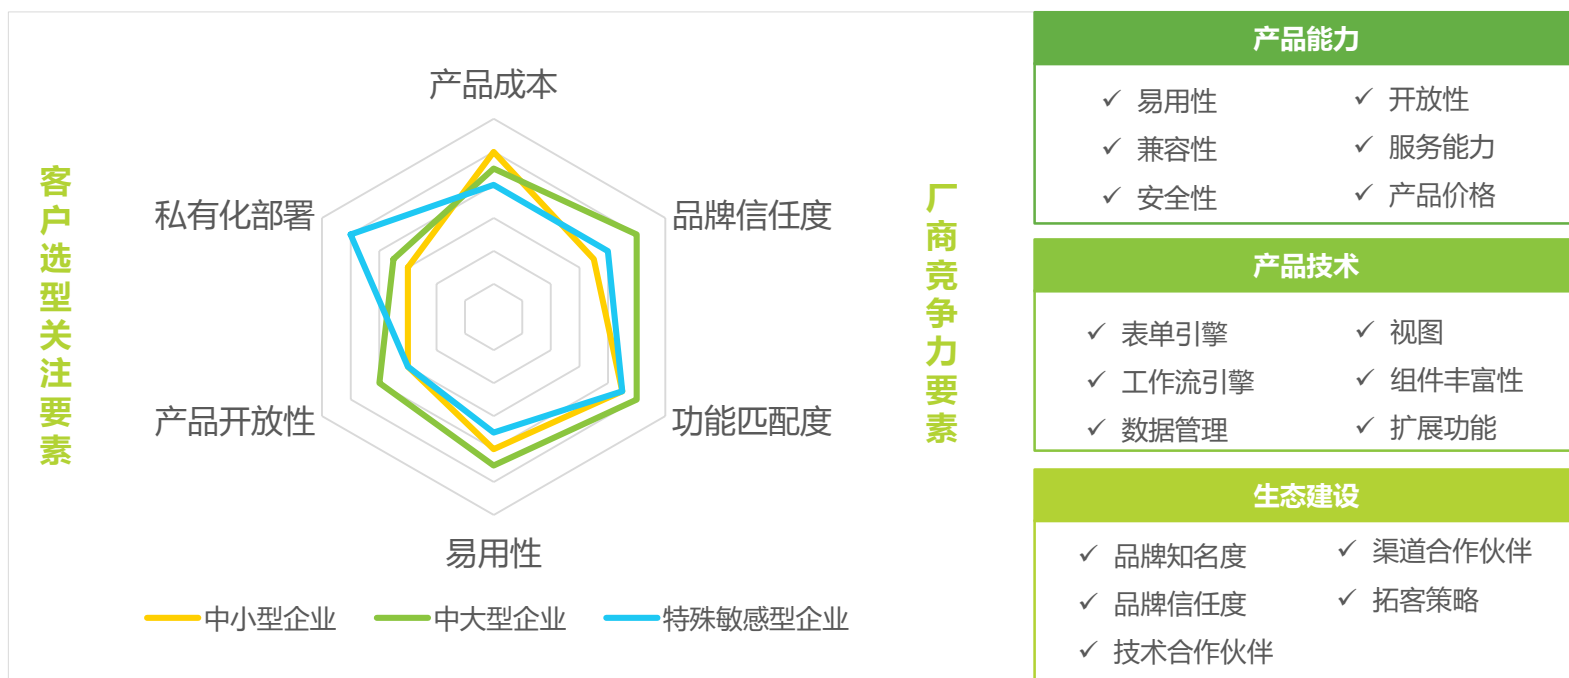 客户选型关注要素
产品成本
品牌信任度
功能匹配度
易用性
产品开放性
私有化部署
中小型企业
中大型企业
特殊敏感型企业
厂商竞争力要素
产品能力
✓ 易用性
✓ 开放性
✓ 兼容性
✓ 服务能力
✓ 安全性
✓ 产品价格
产品技术
✓ 表单引擎
✓ 视图
✓ 工作流引擎
✓ 组件丰富性
✓ 数据管理
✓ 扩展功能
生态建设
✓ 品牌知名度
✓ 渠道合作伙伴
✓ 品牌信任度
✓ 拓客策略
✓ 技术合作伙伴